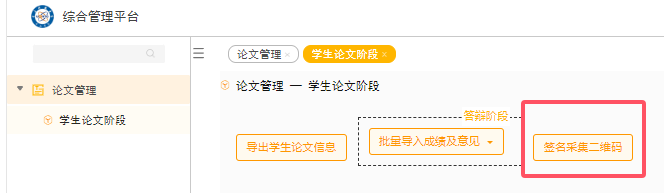 综合管理平台
论文管理 × 学生论文阶段 ×
论文管理
学生论文阶段
论文管理 — 学生论文阶段
答辩阶段
导出学生论文信息 批量导入成绩及意见 签名采集二维码